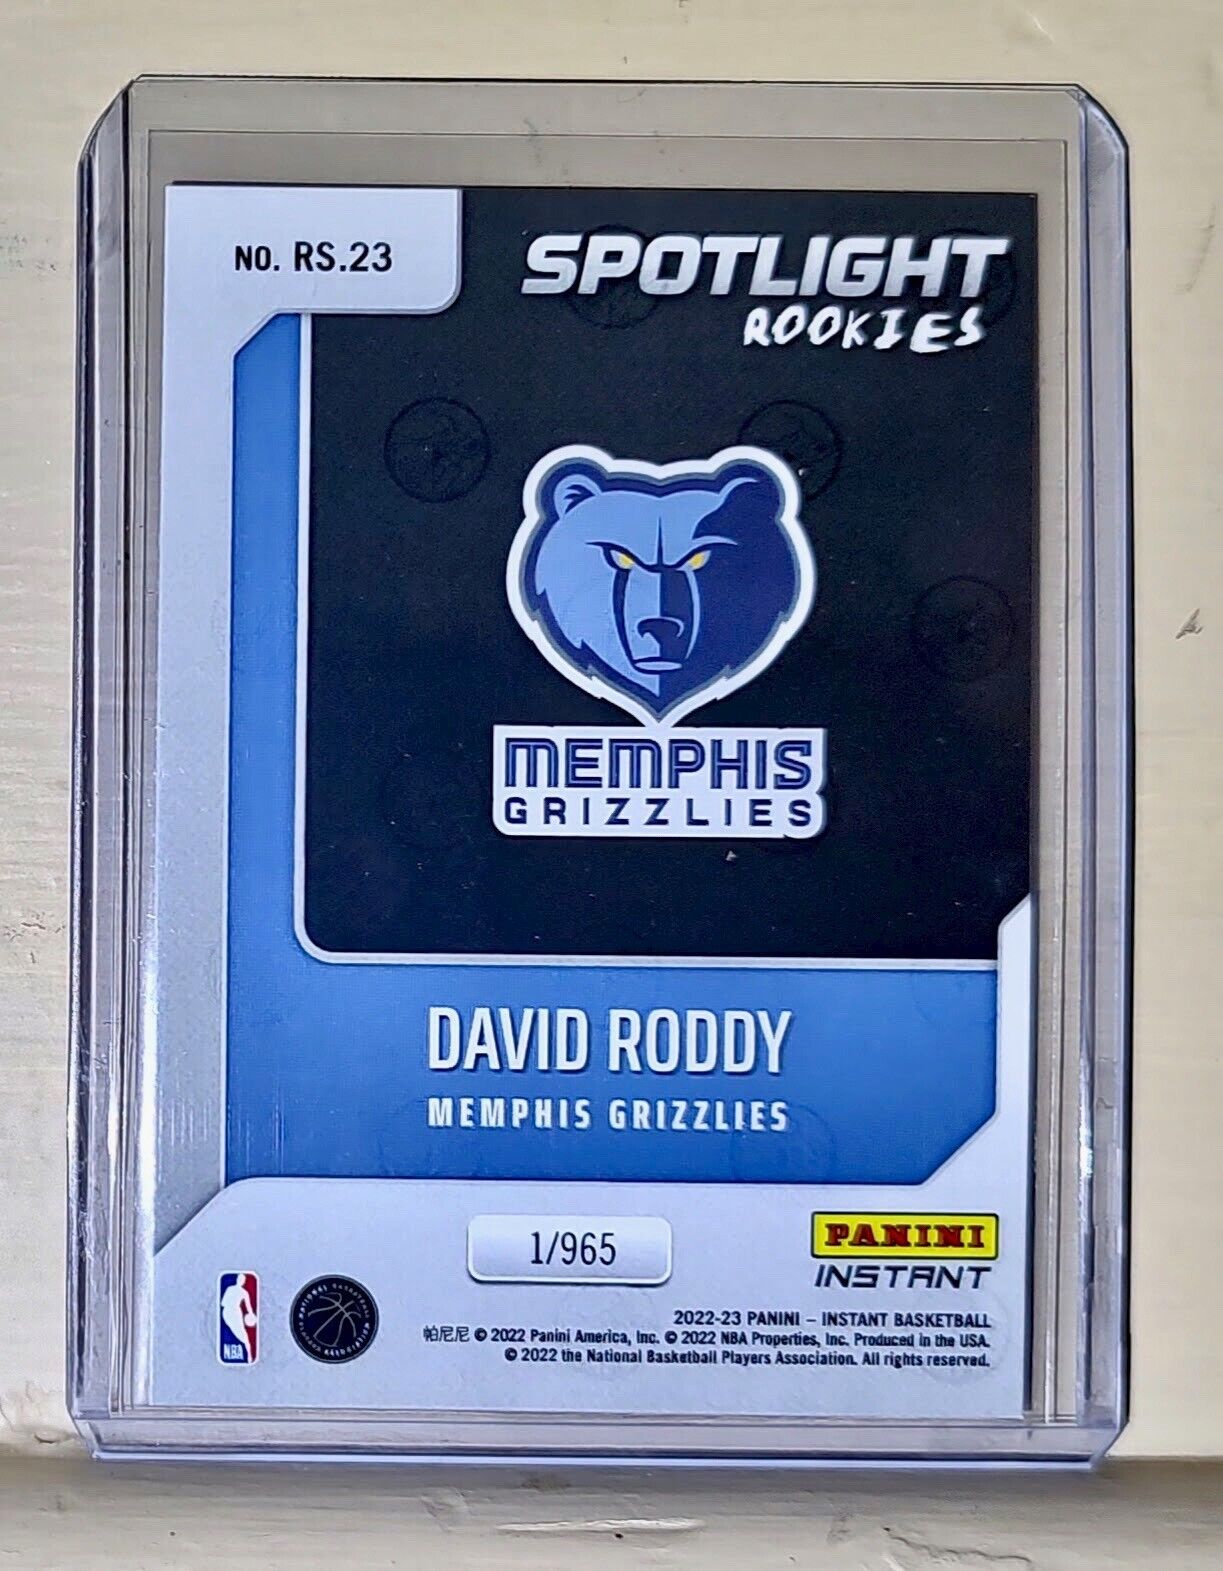 NO. RS.23
SPOTLIGHT
ROOKIES
MEMPHIS
GRIZZLIES
DAVID RODDY
MEMPHIS GRIZZLIES
1/965
PANINI
INSTANT
NBA
2022-23 PANINI – INSTANT BASKETBALL
帕尼尼 © 2022 Panini America, Inc. © 2022 NBA Properties, Inc. Produced in the USA.
© 2022 the National Basketball Players Association. All rights reserved.